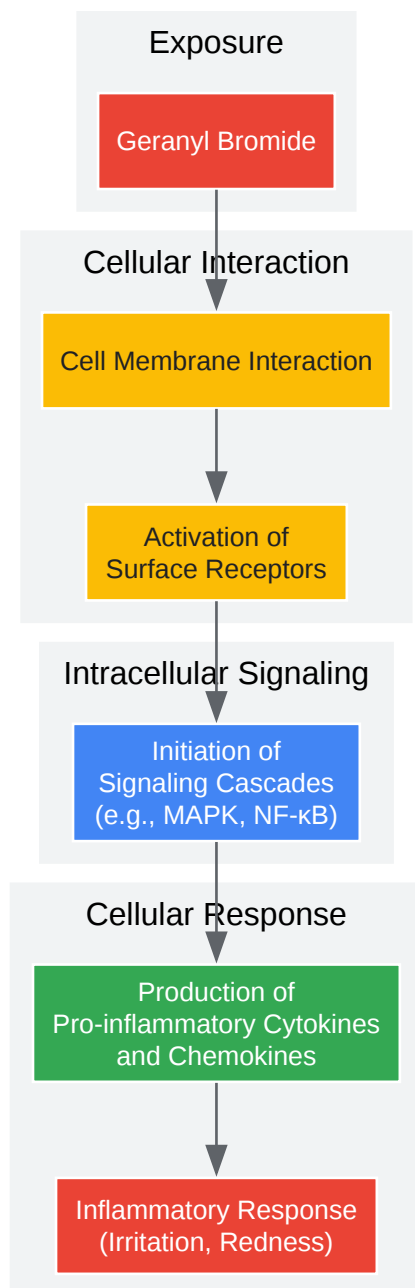 Exposure
Geranyl Bromide
Cellular Interaction
Cell Membrane Interaction
Activation of
Surface Receptors
Intracellular Signaling
Initiation of
Signaling Cascades
(e.g., MAPK, NF-κB)
Cellular Response
Production of
Pro-inflammatory Cytokines
and Chemokines
Inflammatory Response
(Irritation, Redness)